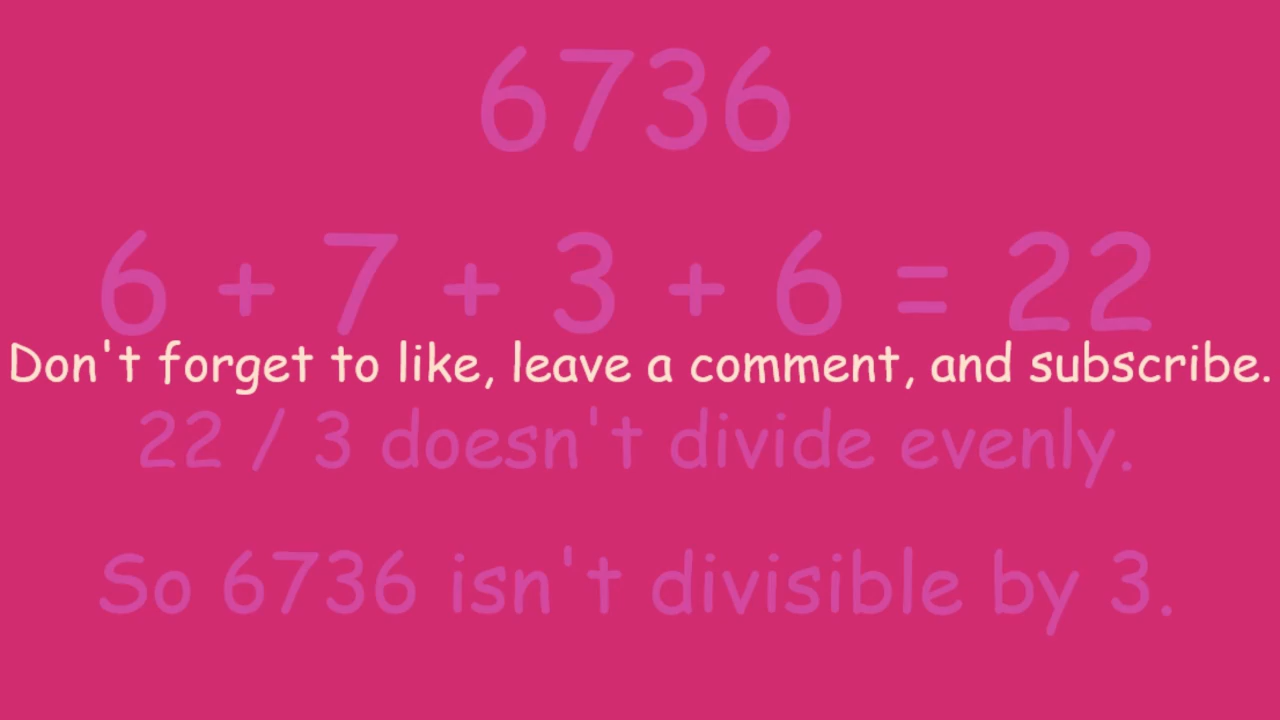 6736
6 + 7 + 3 + 6 = 22
Don't forget to like, leave a comment, and subscribe.
22 / 3 doesn't divide evenly.
So 6736 isn't divisible by 3.